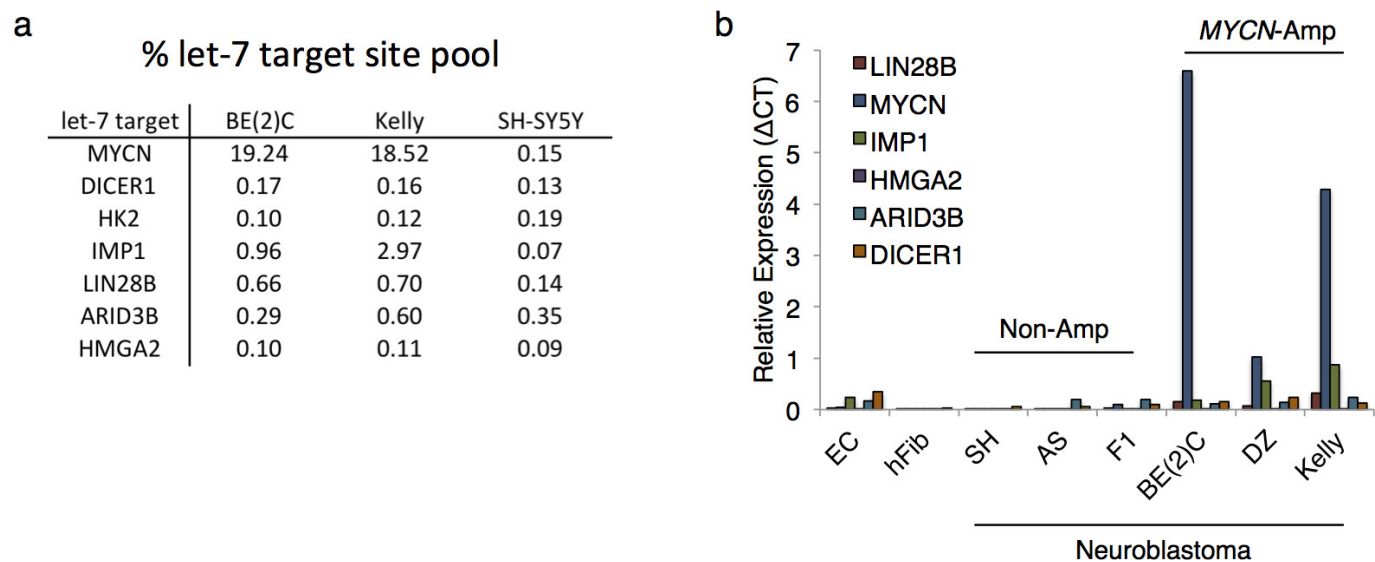 a
% let-7 target site pool
let-7 target BE(2)C Kelly SH-SY5Y
MYCN 19.24 18.52 0.15
DICER1 0.17 0.16 0.13
HK2 0.10 0.12 0.19
IMP1 0.96 2.97 0.07
LIN28B 0.66 0.70 0.14
ARID3B 0.29 0.60 0.35
HMGA2 0.10 0.11 0.09
b
MYCN-Amp
Relative Expression (ΔCT)
7
6
5
4
3
2
1
0
LIN28B
MYCN
IMP1
HMGA2
ARID3B
DICER1
Non-Amp
EC hFib SH AS F1 BE(2)C DZ Kelly
Neuroblastoma